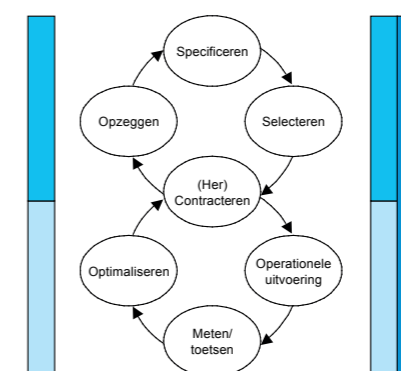 Specificeren
Opzeggen
Selecteren
(Her)
Contracteren
Optimaliseren
Operationele
uitvoering
Meten/
toetsen